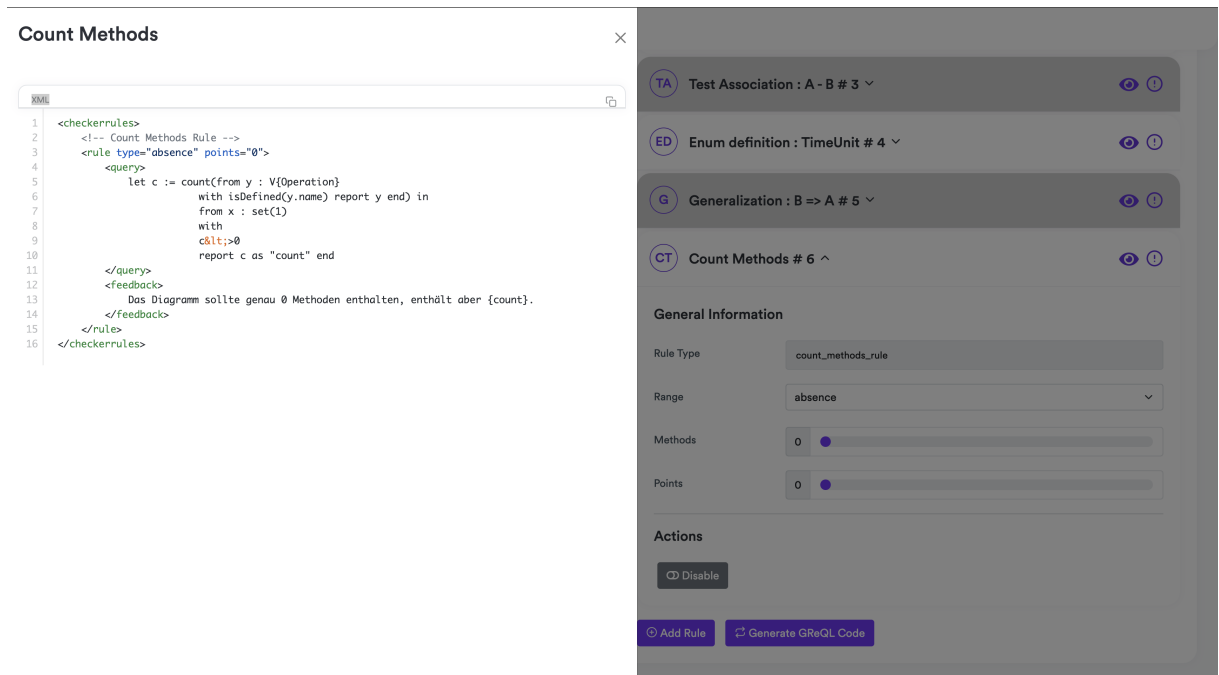 Count Methods
XML
1 <checkerrules>
2 <!-- Count Methods Rule -->
3 <rule type="absence" points="0">
4 <query>
5 let c := count(from y : V{Operation}
6 with isDefined(y.name) report y end) in
7 from x : set(1)
8 with
9 c&lt;>0
10 report c as "count" end
11 </query>
12 <feedback>
13 Das Diagramm sollte genau 0 Methoden enthalten, enthält aber {count}.
14 </feedback>
15 </rule>
16 </checkerrules>
TA Test Association : A - B # 3
ED Enum definition : TimeUnit # 4
G Generalization : B => A # 5
CT Count Methods # 6
General Information
Rule Type count_methods_rule
Range absence
Methods 0
Points 0
Actions
Disable
Add Rule Generate GReQL Code